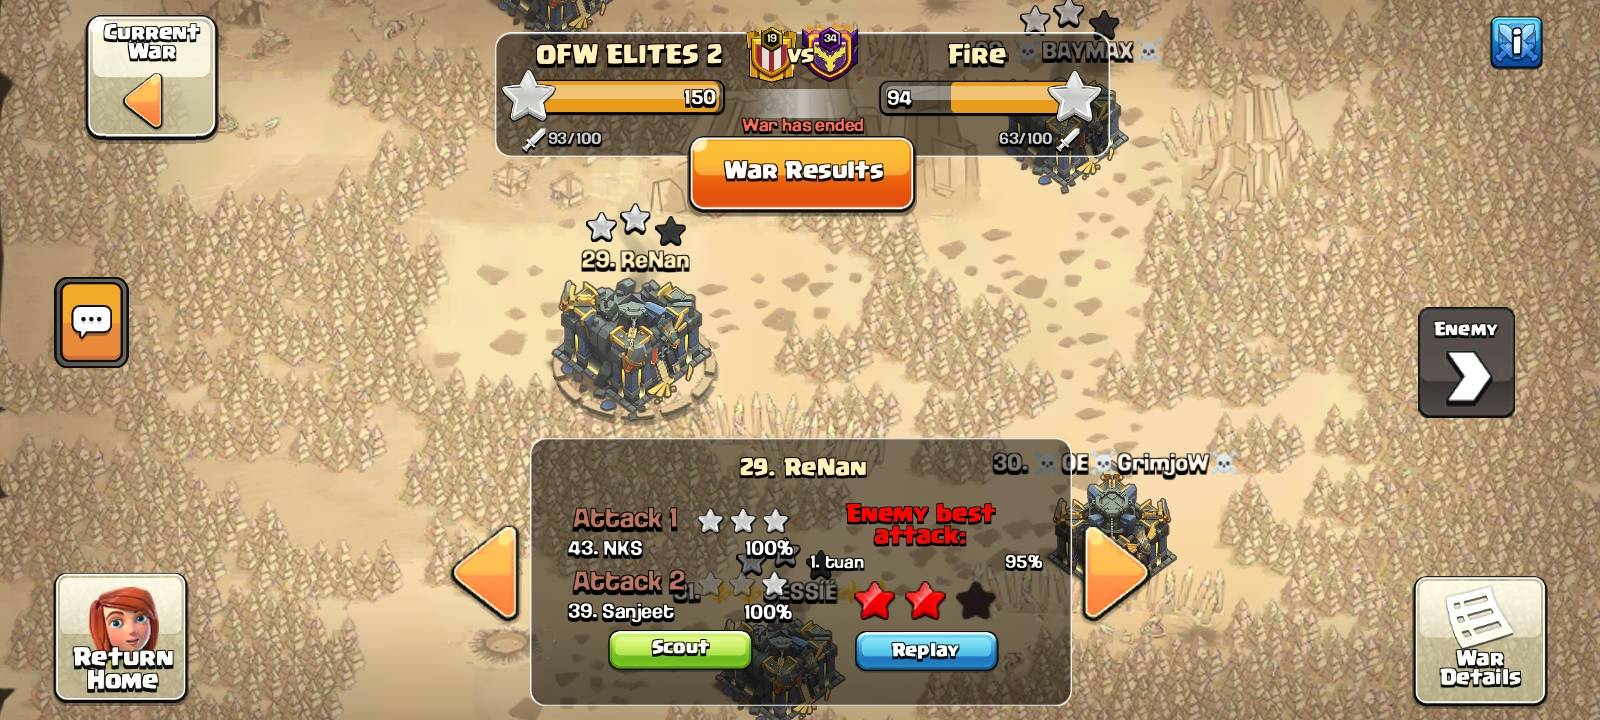 Current
War
OFW ELITES 2
19
vs
34
Fire
BAYMAX
150
94
93/100
War has ended
63/100
War Results
29. ReNan
Enemy
29. ReNan
30. ☠️OE☠️GrimjoW☠️
Attack 1
43. NKS
100%
Enemy best
attack:
1. tuan
95%
Attack 2
39. Sanjeet
100%
Scout
Replay
Return
Home
War
Details